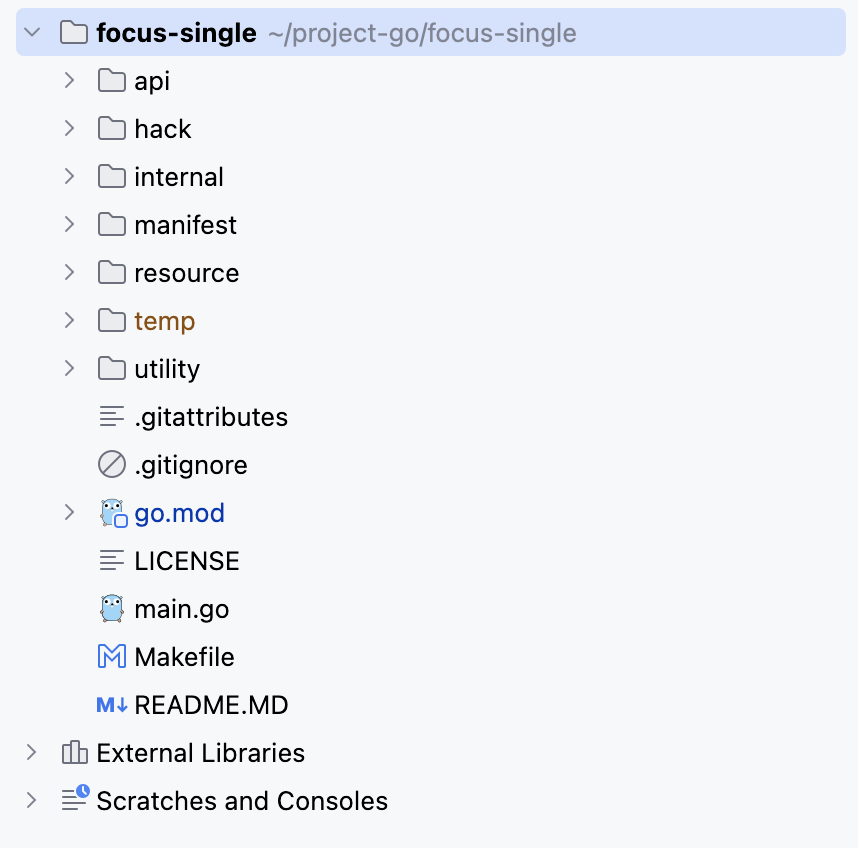 focus-single ~/project-go/focus-single
api
hack
internal
manifest
resource
temp
utility
.gitattributes
.gitignore
go.mod
LICENSE
main.go
Makefile
README.MD
External Libraries
Scratches and Consoles